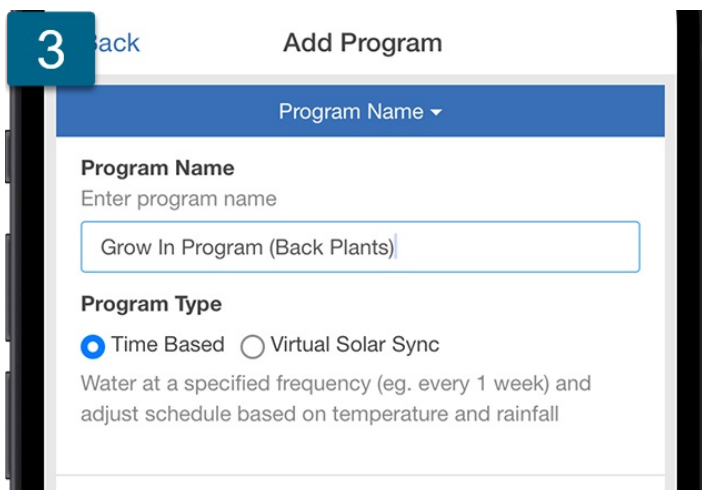 3
Back Add Program
Program Name
Program Name
Enter program name
Grow In Program (Back Plants)
Program Type
Time Based Virtual Solar Sync
Water at a specified frequency (eg. every 1 week) and
adjust schedule based on temperature and rainfall